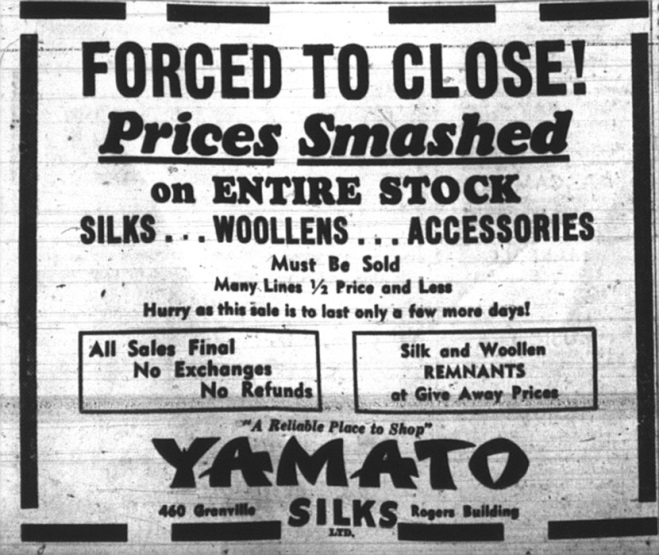 FORCED TO CLOSE!
Prices Smashed
on ENTIRE STOCK
SILKS . . . WOOLLENS . . . ACCESSORIES
Must Be Sold
Many Lines ½ Price and Less
Hurry as this sale is to last only a few more days!
All Sales Final
No Exchanges
No Refunds
Silk and Woollen
REMNANTS
at Give Away Prices
"A Reliable Place to Shop"
YAMATO
460 Granville SILKS Rogers Building
LTD.